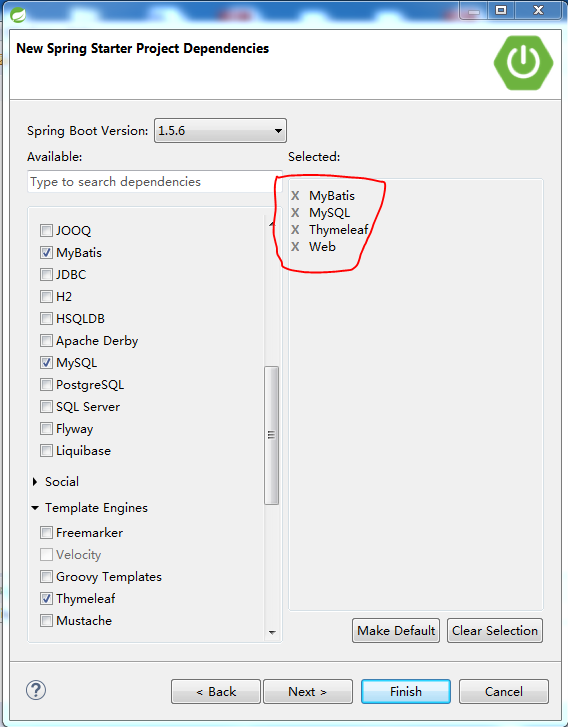 New Spring Starter Project Dependencies
Spring Boot Version: 1.5.6
Available:
Selected:
Type to search dependencies
MyBatis
MySQL
Thymeleaf
Web
JOOQ
MyBatis
JDBC
H2
HSQLDB
Apache Derby
MySQL
PostgreSQL
SQL Server
Flyway
Liquibase
Social
Template Engines
Freemarker
Velocity
Groovy Templates
Thymeleaf
Mustache
Make Default
Clear Selection
?
< Back
Next >
Finish
Cancel